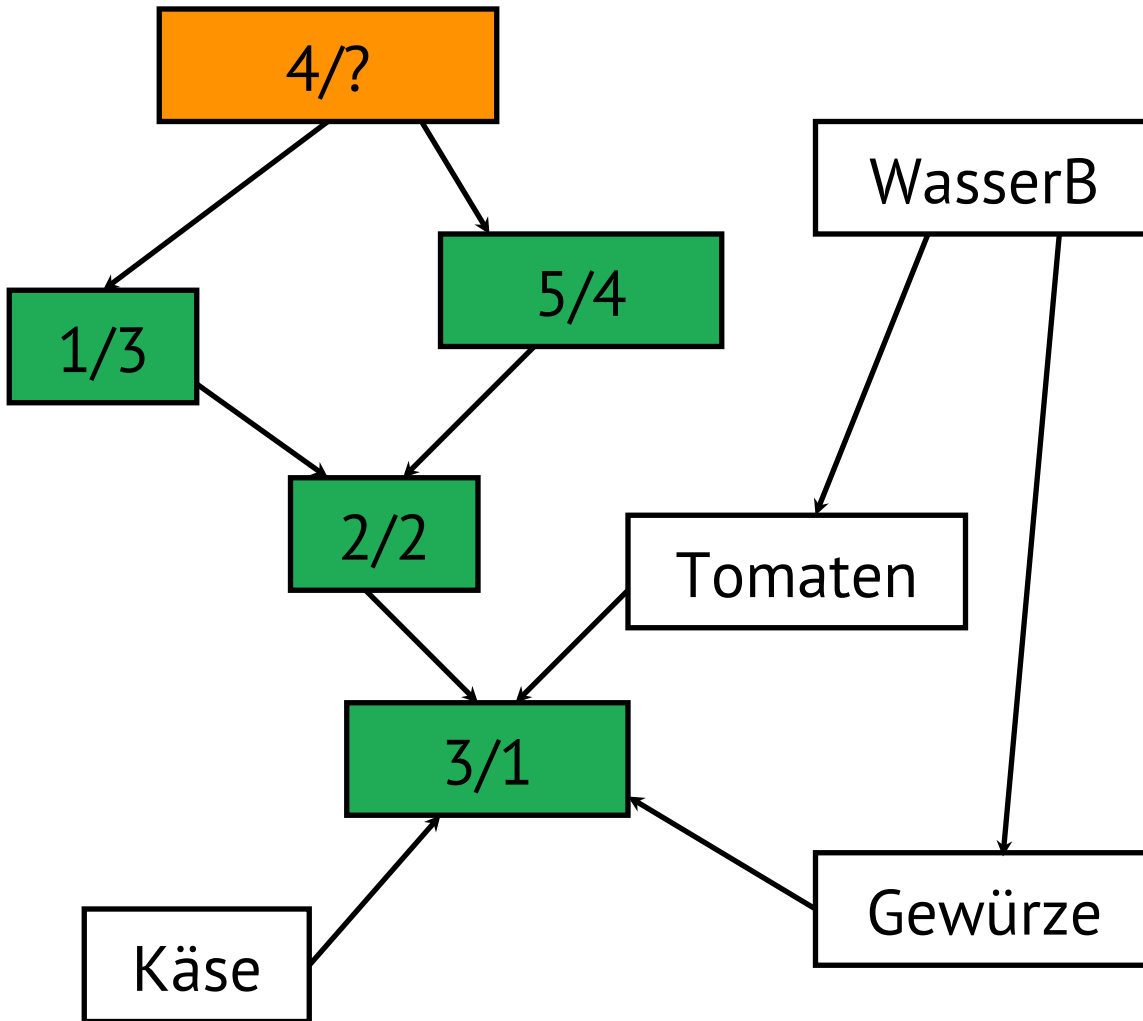 4/?
WasserB
5/4
1/3
2/2
Tomaten
3/1
Gewürze
Käse